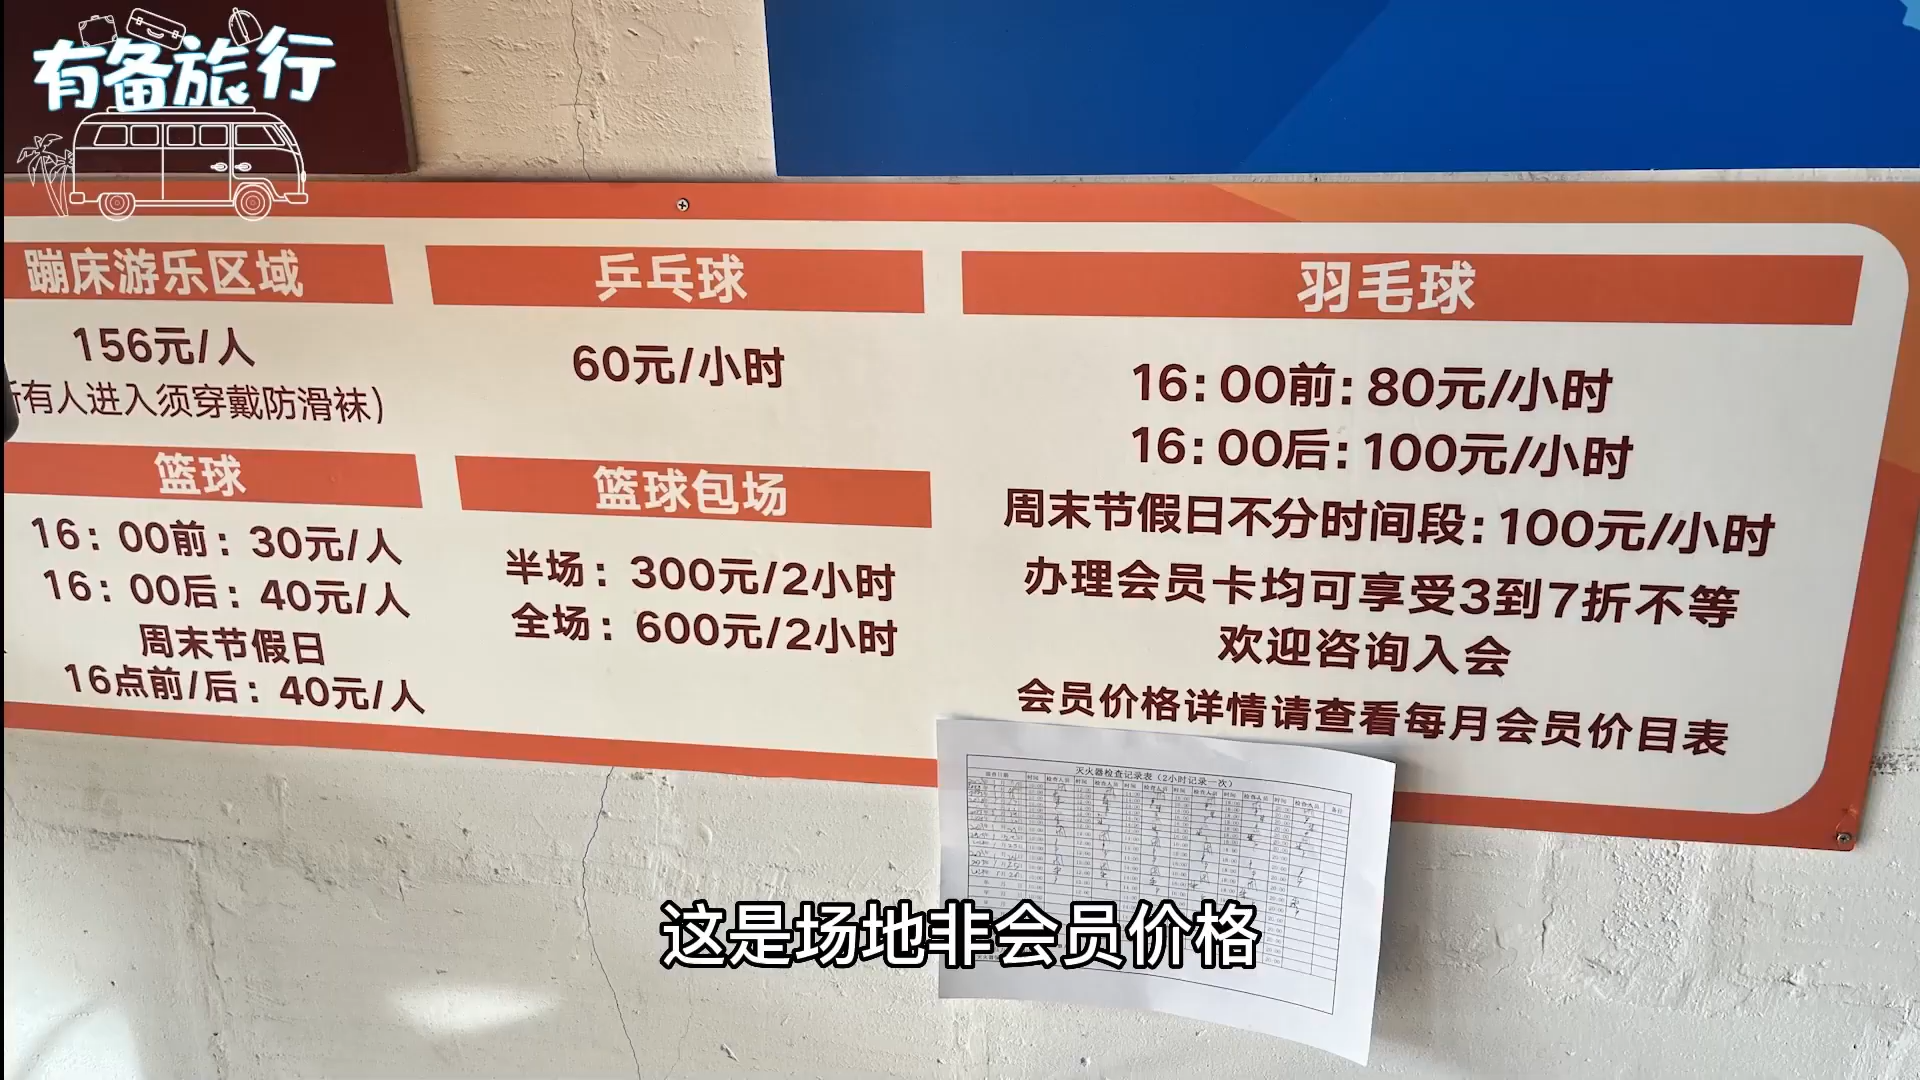 有备旅行
蹦床游乐区域
156元/人
有人进入须穿戴防滑袜)
乒乓球
60元/小时
羽毛球
16:00前:80元/小时
16:00后:100元/小时
周末节假日不分时间段:100元/小时
办理会员卡均可享受3到7折不等
欢迎咨询入会
会员价格详情请查看每月会员价目表
篮球
16:00前:30元/人
16:00后:40元/人
周末节假日
16点前/后:40元/人
篮球包场
半场:300元/2小时
全场:600元/2小时
灭火器检查记录表(2小时记录一次)
这是场地非会员价格